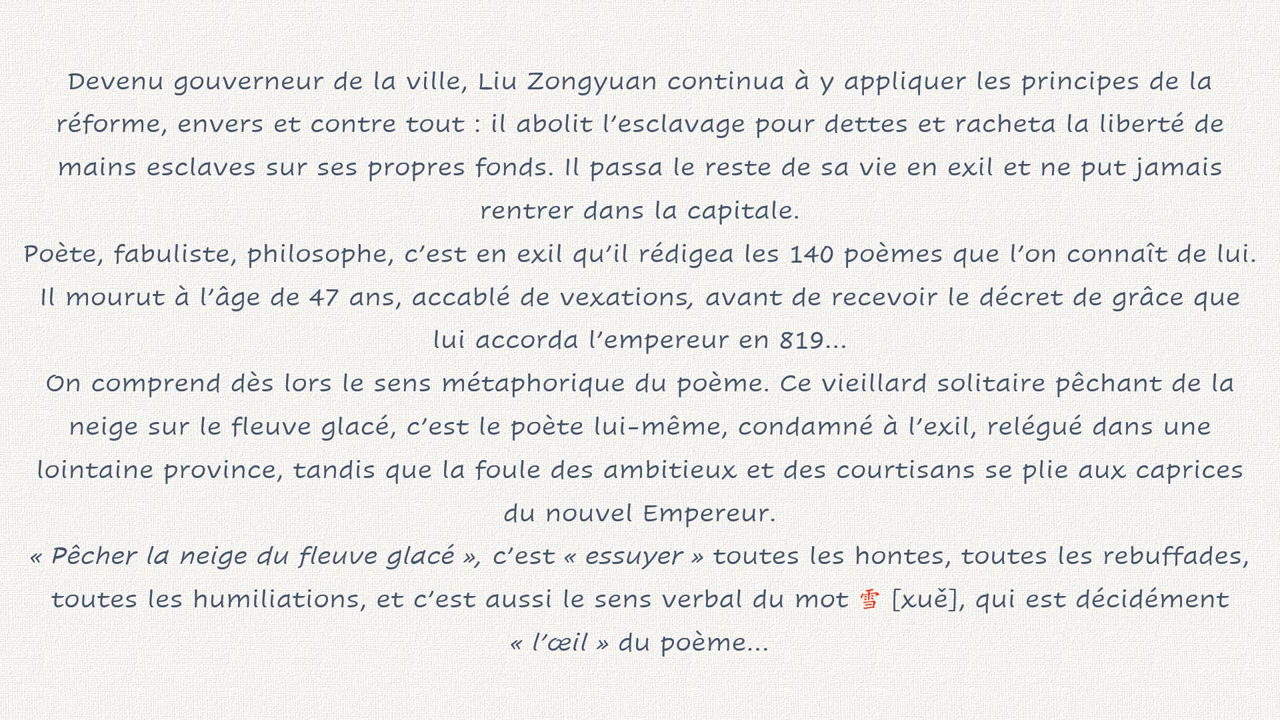 Devenu gouverneur de la ville, Liu Zongyuan continua à y appliquer les principes de la
réforme, envers et contre tout : il abolit l’esclavage pour dettes et racheta la liberté de
mains esclaves sur ses propres fonds. Il passa le reste de sa vie en exil et ne put jamais
rentrer dans la capitale.
Poète, fabuliste, philosophe, c’est en exil qu’il rédigea les 140 poèmes que l’on connaît de lui.
Il mourut à l’âge de 47 ans, accablé de vexations, avant de recevoir le décret de grâce que
lui accorda l’empereur en 819...
On comprend dès lors le sens métaphorique du poème. Ce vieillard solitaire pêchant de la
neige sur le fleuve glacé, c’est le poète lui-même, condamné à l’exil, relégué dans une
lointaine province, tandis que la foule des ambitieux et des courtisans se plie aux caprices
du nouvel Empereur.
« Pêcher la neige du fleuve glacé », c’est « essuyer » toutes les hontes, toutes les rebuffades,
toutes les humiliations, et c’est aussi le sens verbal du mot 雪 [xuě], qui est décidément
« l’œil » du poème...